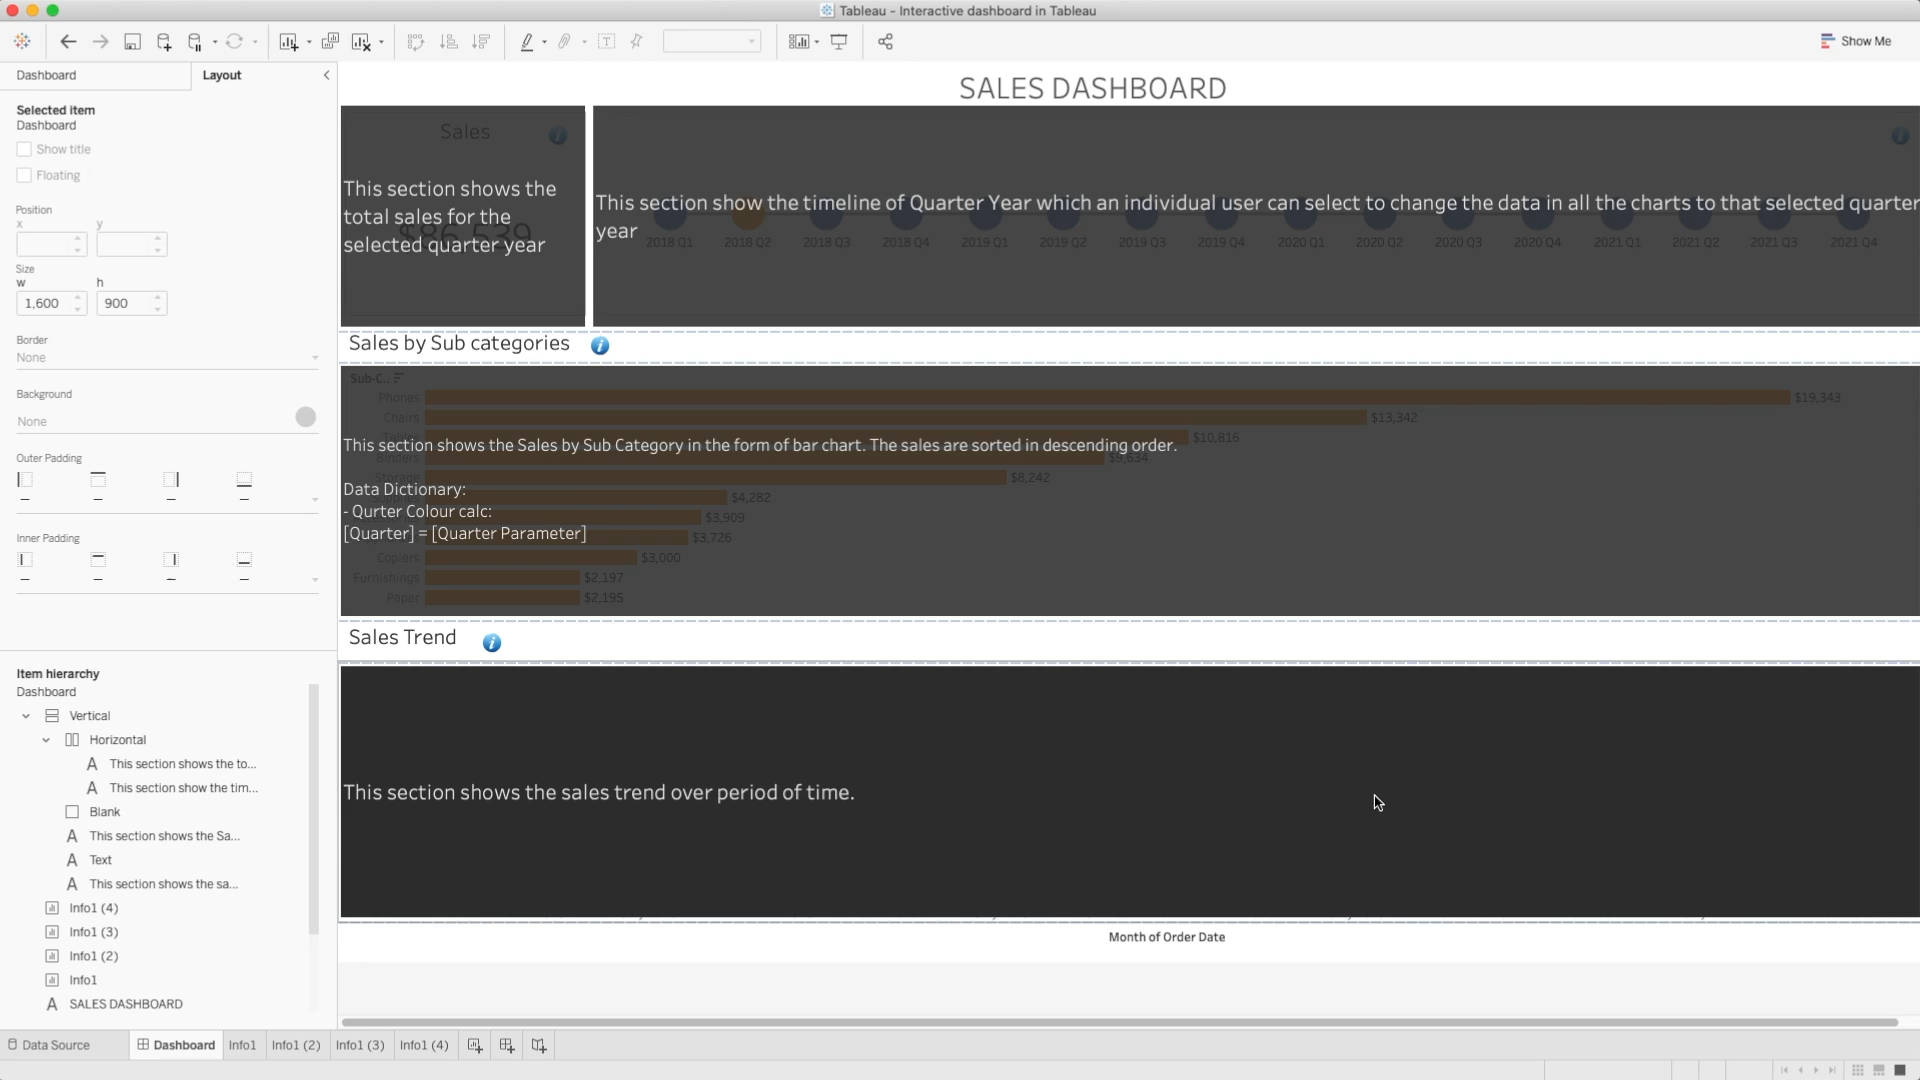 Tableau - Interactive dashboard in Tableau
Show Me
Dashboard
Layout
Selected item
Dashboard
Show title
Floating
Position
x y
Size
w h
1,600 900
Border
None
Background
None
Outer Padding
Inner Padding
Item hierarchy
Dashboard
Vertical
Horizontal
This section shows the to...
This section show the tim...
Blank
This section shows the Sa...
Text
This section shows the sa...
Info1 (4)
Info1 (3)
Info1 (2)
Info1
SALES DASHBOARD
SALES DASHBOARD
Sales
$86,539
This section shows the
total sales for the
selected quarter year
This section show the timeline of Quarter Year which an individual user can select to change the data in all the charts to that selected quarter
year
2018 Q1 2018 Q2 2018 Q3 2018 Q4 2019 Q1 2019 Q2 2019 Q3 2019 Q4 2020 Q1 2020 Q2 2020 Q3 2020 Q4 2021 Q1 2021 Q2 2021 Q3 2021 Q4
Sales by Sub categories
Sub-C..
Phones $19,343
Chairs $13,342
$10,816
This section shows the Sales by Sub Category in the form of bar chart. The sales are sorted in descending order.
Binders $9,634
Storage $8,242
Data Dictionary:
$4,282
- Qurter Colour calc:
$3,909
[Quarter] = [Quarter Parameter]
$3,726
Copiers $3,000
Furnishings $2,197
Paper $2,195
Sales Trend
This section shows the sales trend over period of time.
Month of Order Date
Data Source
Dashboard
Info1
Info1 (2)
Info1 (3)
Info1 (4)